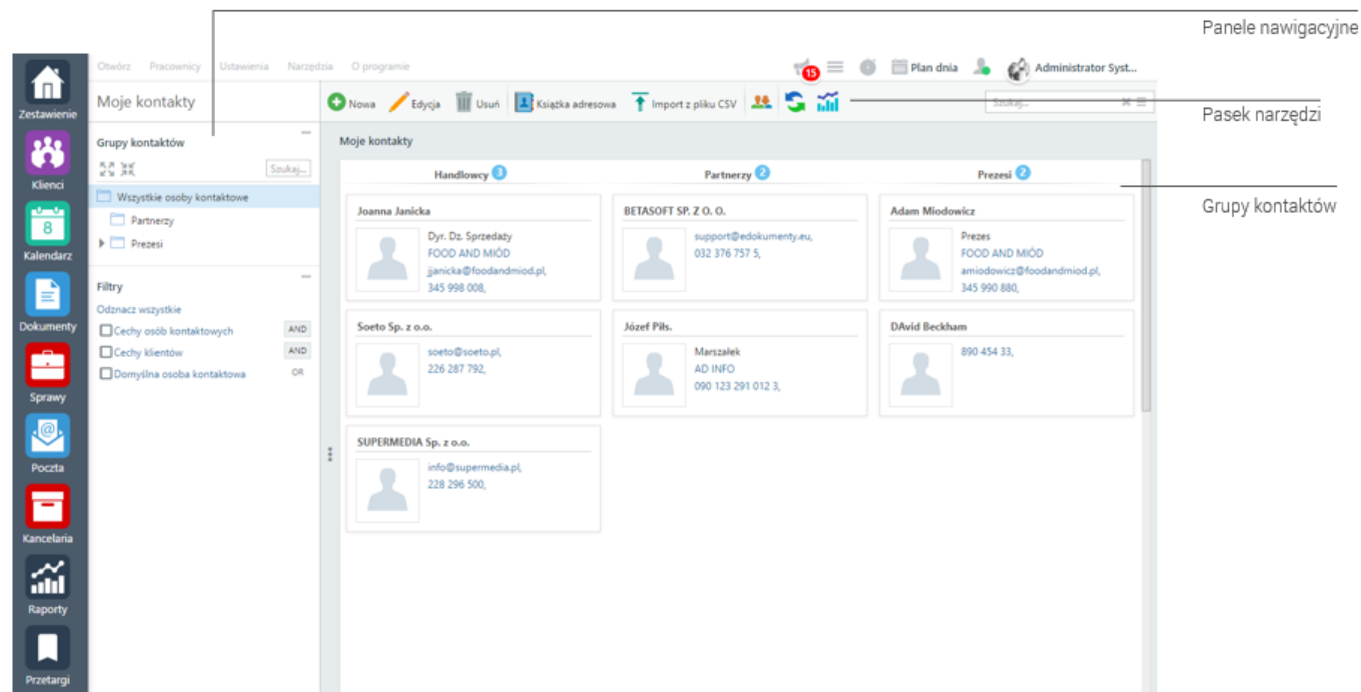 Panele nawigacyjne
Otwórz Pracownicy Ustawienia Narzędzia O programie 15 Plan dnia Administrator Syst...
Zestawienie
Moje kontakty
Nowa Edycja Usuń Książka adresowa Import z pliku CSV Szukaj...
Pasek narzędzi
Grupy kontaktów
Szukaj...
Wszystkie osoby kontaktowe
Partnerzy
Prezesi
Klienci
8
Kalendarz
Filtry
Odznacz wszystkie
Cechy osób kontaktowych AND
Cechy klientów AND
Domyślna osoba kontaktowa OR
Dokumenty
Sprawy
@
Poczta
Kancelaria
Raporty
Przetargi
Moje kontakty
Handlowcy 3
Joanna Janicka
Dyr. Dz. Sprzedaży
FOOD AND MIÓD
jjanicka@foodandmiod.pl,
345 998 008,
Soeto Sp. z o.o.
soeto@soeto.pl,
226 287 792,
SUPERMEDIA Sp. z o.o.
info@supermedia.pl,
228 296 500,
Partnerzy 2
BETASOFT SP. Z O. O.
support@edokumenty.eu,
032 376 757 5,
Józef Piłs.
Marszałek
AD INFO
090 123 291 012 3,
Prezesi 2
Adam Miodowicz
Prezes
FOOD AND MIÓD
amiodowicz@foodandmiod.pl,
345 990 880,
DAvid Beckham
890 454 33,
Grupy kontaktów